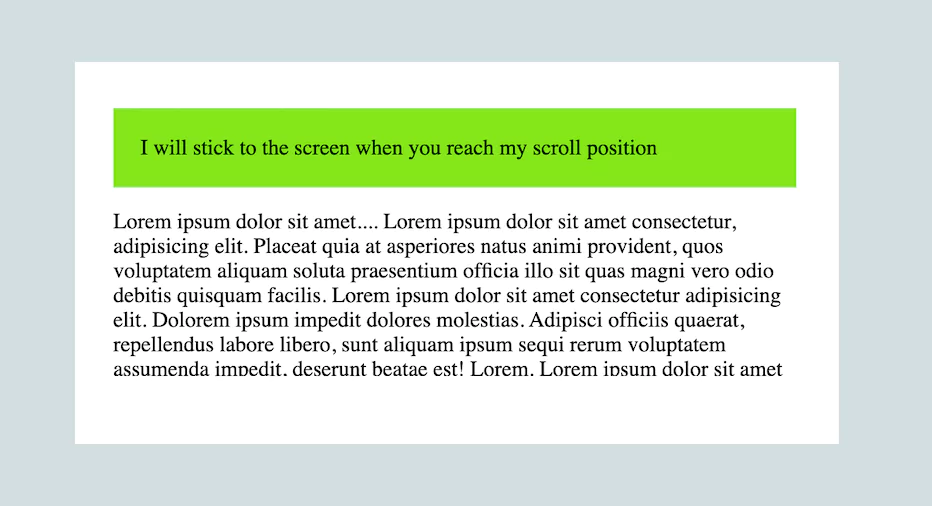 I will stick to the screen when you reach my scroll position
Lorem ipsum dolor sit amet.... Lorem ipsum dolor sit amet consectetur,
adipisicing elit. Placeat quia at asperiores natus animi provident, quos
voluptatem aliquam soluta praesentium officia illo sit quas magni vero odio
debitis quisquam facilis. Lorem ipsum dolor sit amet consectetur adipisicing
elit. Dolorem ipsum impedit dolores molestias. Adipisci officiis quaerat,
repellendus labore libero, sunt aliquam ipsum sequi rerum voluptatem
assumenda impedit, deserunt beatae est! Lorem. Lorem ipsum dolor sit amet